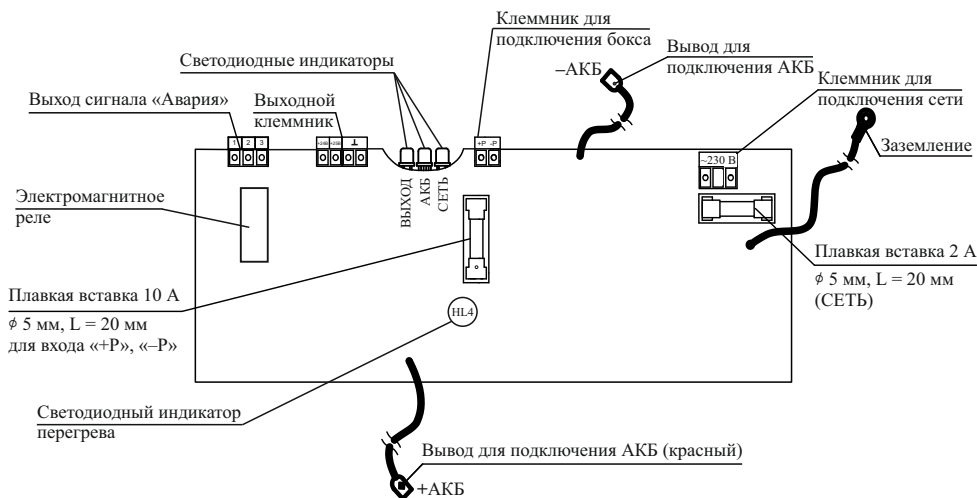 Клеммник для
подключения бокса
Светодиодные индикаторы
–АКБ
Вывод для
подключения АКБ
Клеммник для
подключения сети
Выход сигнала «Авария»
Выходной
клеммник
Заземление
1 2 3
+24В +24В ⊥
+P -P
~230 В
ВЫХОД
АКБ
СЕТЬ
Электромагнитное
реле
Плавкая вставка 2 А
ϕ 5 мм, L = 20 мм
(СЕТЬ)
Плавкая вставка 10 А
ϕ 5 мм, L = 20 мм
для входа «+Р», «–Р»
HL4
Светодиодный индикатор
перегрева
Вывод для подключения АКБ (красный)
+АКБ